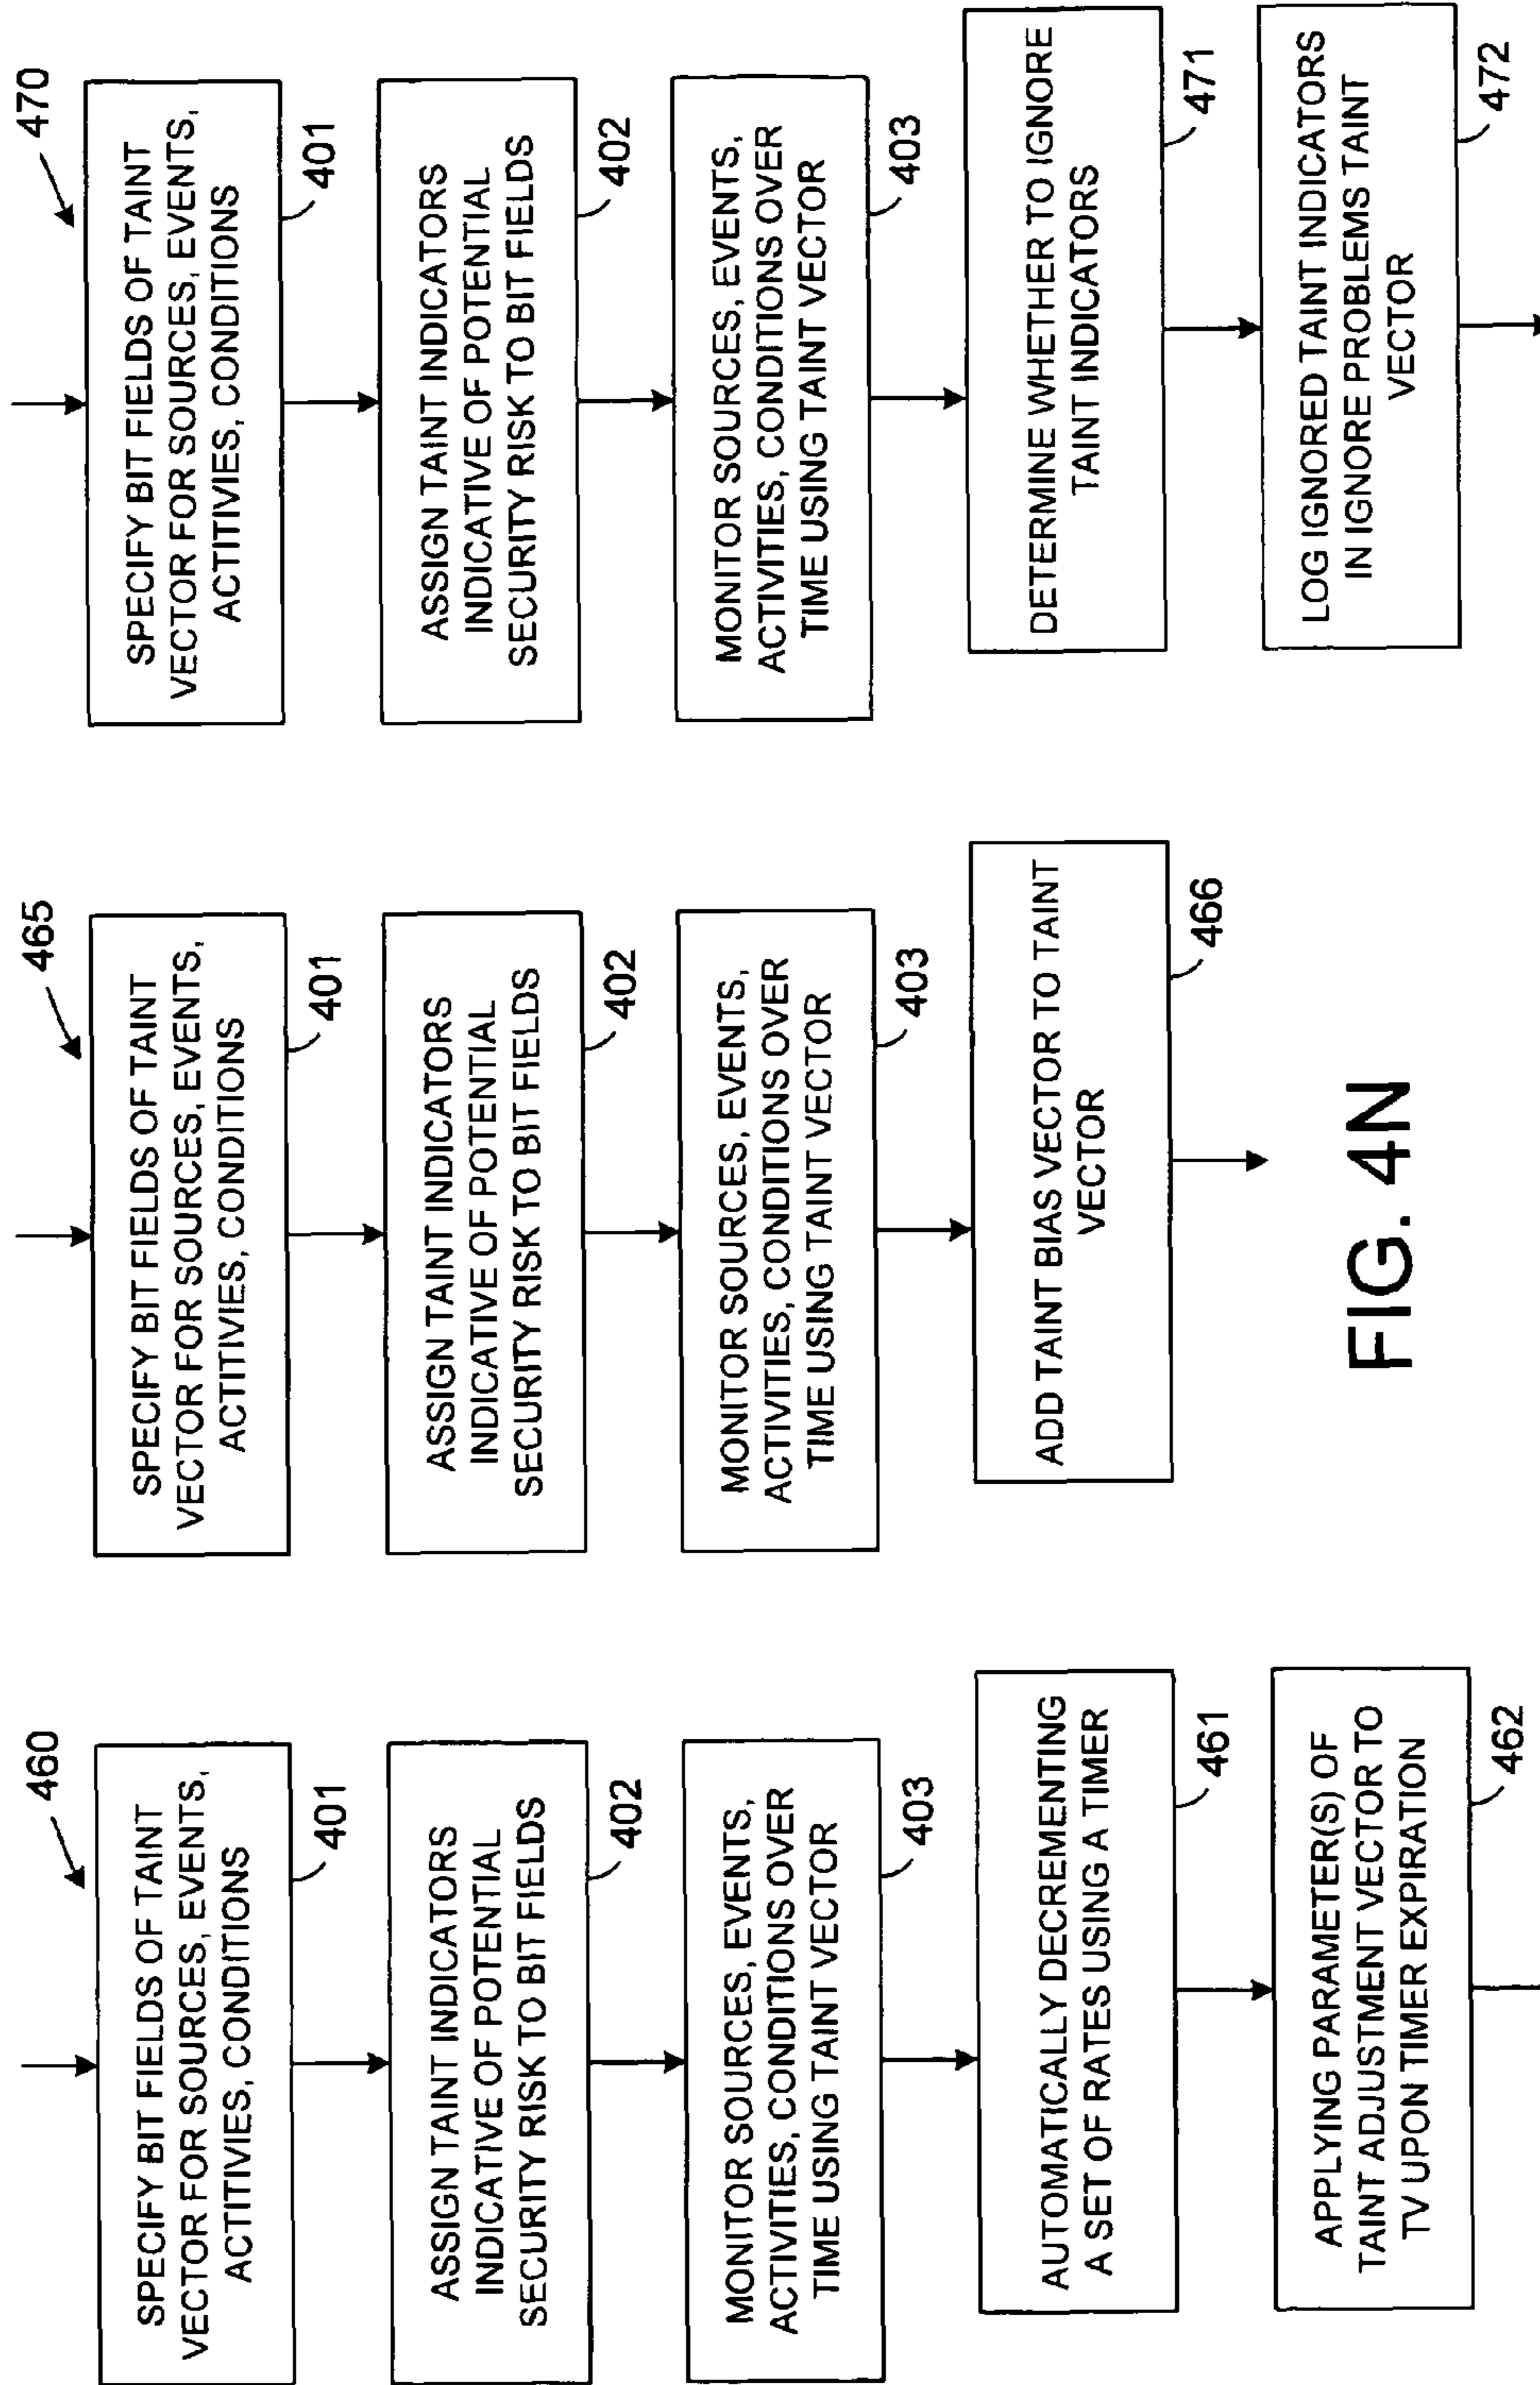 460
SPECIFY BIT FIELDS OF TAINT
VECTOR FOR SOURCES, EVENTS,
ACTITIVIES, CONDITIONS
401
ASSIGN TAINT INDICATORS
INDICATIVE OF POTENTIAL
SECURITY RISK TO BIT FIELDS
402
MONITOR SOURCES, EVENTS,
ACTIVITIES, CONDITIONS OVER
TIME USING TAINT VECTOR
403
AUTOMATICALLY DECREMENTING
A SET OF RATES USING A TIMER
461
APPLYING PARAMETER(S) OF
TAINT ADJUSTMENT VECTOR TO
TV UPON TIMER EXPIRATION
462
465
SPECIFY BIT FIELDS OF TAINT
VECTOR FOR SOURCES, EVENTS,
ACTITIVIES, CONDITIONS
401
ASSIGN TAINT INDICATORS
INDICATIVE OF POTENTIAL
SECURITY RISK TO BIT FIELDS
402
MONITOR SOURCES, EVENTS,
ACTIVITIES, CONDITIONS OVER
TIME USING TAINT VECTOR
403
ADD TAINT BIAS VECTOR TO TAINT
VECTOR
466
FIG. 4N
470
SPECIFY BIT FIELDS OF TAINT
VECTOR FOR SOURCES, EVENTS,
ACTITIVIES, CONDITIONS
401
ASSIGN TAINT INDICATORS
INDICATIVE OF POTENTIAL
SECURITY RISK TO BIT FIELDS
402
MONITOR SOURCES, EVENTS,
ACTIVITIES, CONDITIONS OVER
TIME USING TAINT VECTOR
403
DETERMINE WHETHER TO IGNORE
TAINT INDICATORS
471
LOG IGNORED TAINT INDICATORS
IN IGNORE PROBLEMS TAINT
VECTOR
472